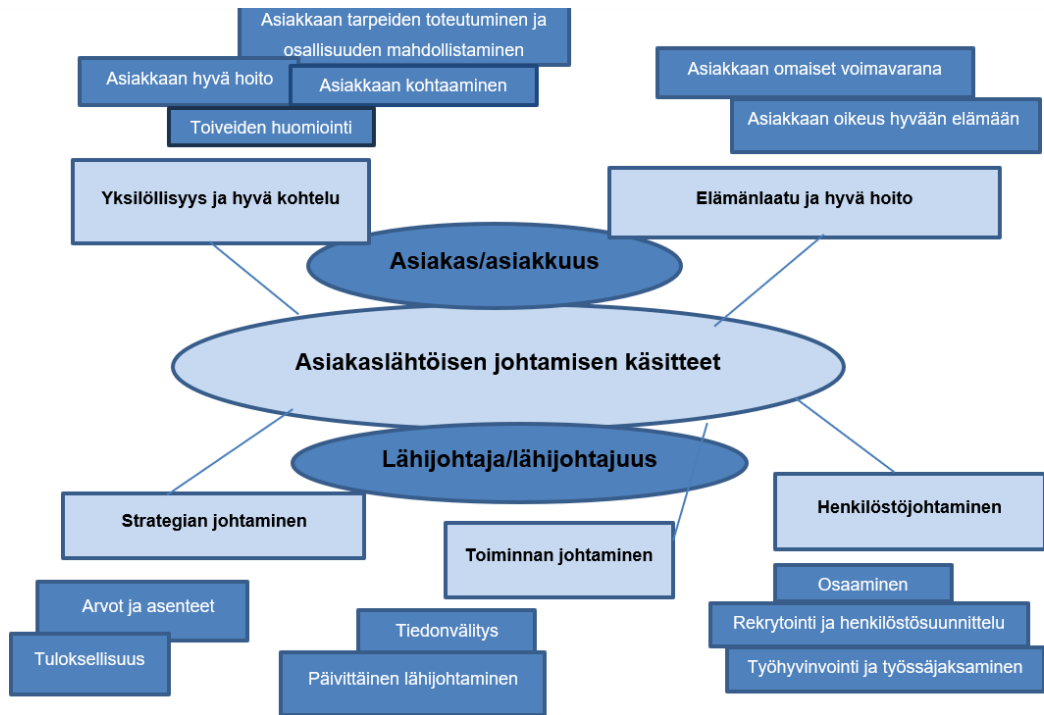 Asiakkaan tarpeiden toteutuminen ja
osallisuuden mahdollistaminen
Asiakkaan hyvä hoito
Asiakkaan kohtaaminen
Toiveiden huomiointi
Asiakkaan omaiset voimavarana
Asiakkaan oikeus hyvään elämään
Yksilöllisyys ja hyvä kohtelu
Elämänlaatu ja hyvä hoito
Asiakas/asiakkuus
Asiakaslähtöisen johtamisen käsitteet
Lähijohtaja/lähijohtajuus
Strategian johtaminen
Toiminnan johtaminen
Henkilöstöjohtaminen
Arvot ja asenteet
Tuloksellisuus
Tiedonvälitys
Päivittäinen lähijohtaminen
Osaaminen
Rekrytointi ja henkilöstösuunnittelu
Työhyvinvointi ja työssäjaksaminen